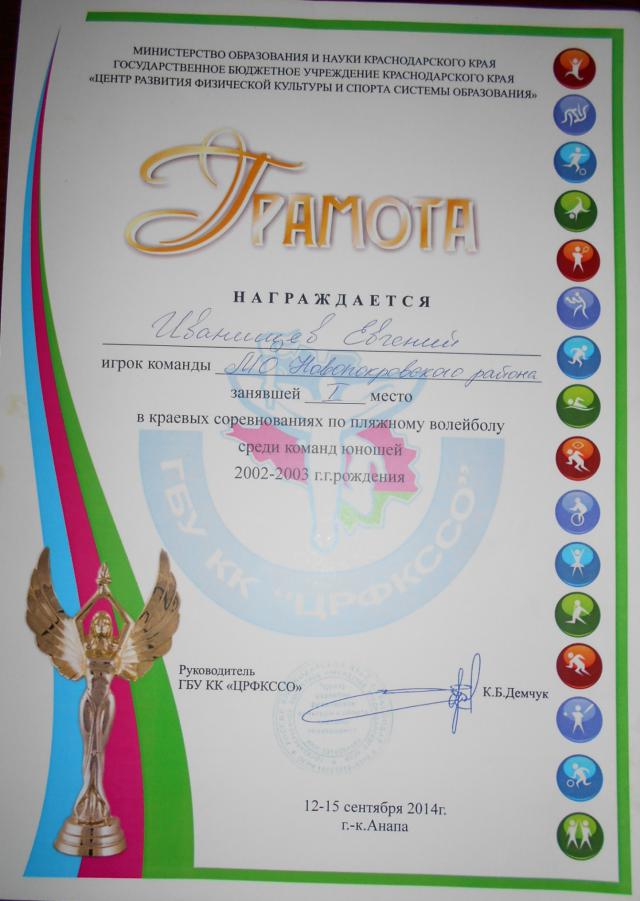 МИНИСТЕРСТВО ОБРАЗОВАНИЯ И НАУКИ КРАСНОДАРСКОГО КРАЯ
ГОСУДАРСТВЕННОЕ БЮДЖЕТНОЕ УЧРЕЖДЕНИЕ КРАСНОДАРСКОГО КРАЯ
«ЦЕНТР РАЗВИТИЯ ФИЗИЧЕСКОЙ КУЛЬТУРЫ И СПОРТА СИСТЕМЫ ОБРАЗОВАНИЯ»
ГРАМОТА
НАГРАЖДАЕТСЯ
Иванищев Евгений
игрок команды МО Новопокровского района
занявшей I место
в краевых соревнованиях по пляжному волейболу
среди команд юношей
2002-2003 г.г.рождения
ГБУ КК "ЦРФКССО"
Руководитель
ГБУ КК «ЦРФКССО» К.Б.Демчук
12-15 сентября 2014г.
г.-к.Анапа